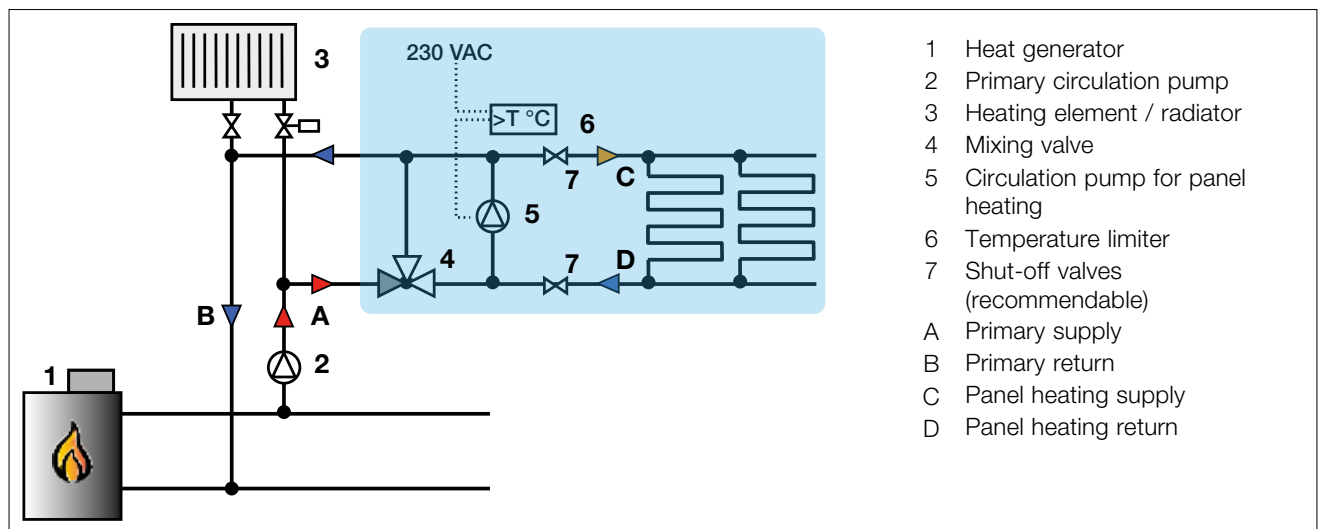 230 VAC
>T °C
3
6
7
C
5
4
7
D
B
A
2
1
1 Heat generator
2 Primary circulation pump
3 Heating element / radiator
4 Mixing valve
5 Circulation pump for panel
heating
6 Temperature limiter
7 Shut-off valves
(recommendable)
A Primary supply
B Primary return
C Panel heating supply
D Panel heating return